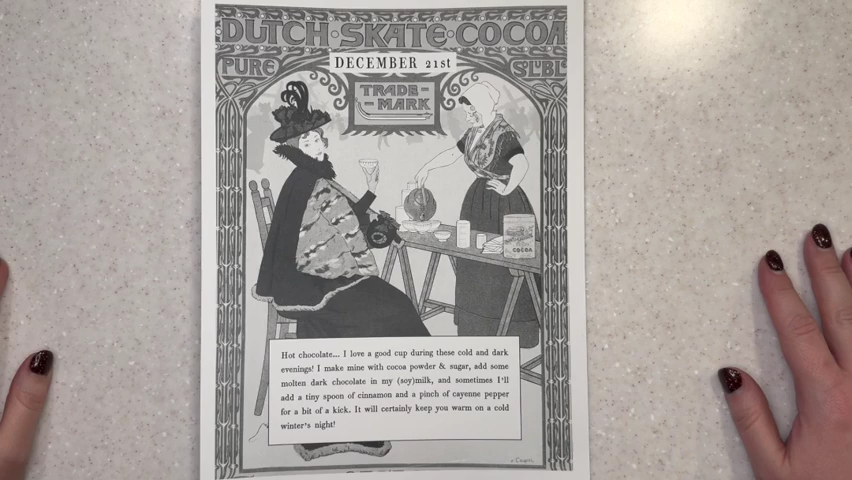 DUTCH·SKATE·COCOA
PURE
DECEMBER 21st
SL'BL
TRADE=
=MARK
COCOA
Hot chocolate... I love a good cup during these cold and dark
evenings! I make mine with cocoa powder & sugar, add some
molten dark chocolate in my (soy)milk, and sometimes I'll
add a tiny spoon of cinnamon and a pinch of cayenne pepper
for a bit of a kick. It will certainly keep you warm on a cold
winter's night!